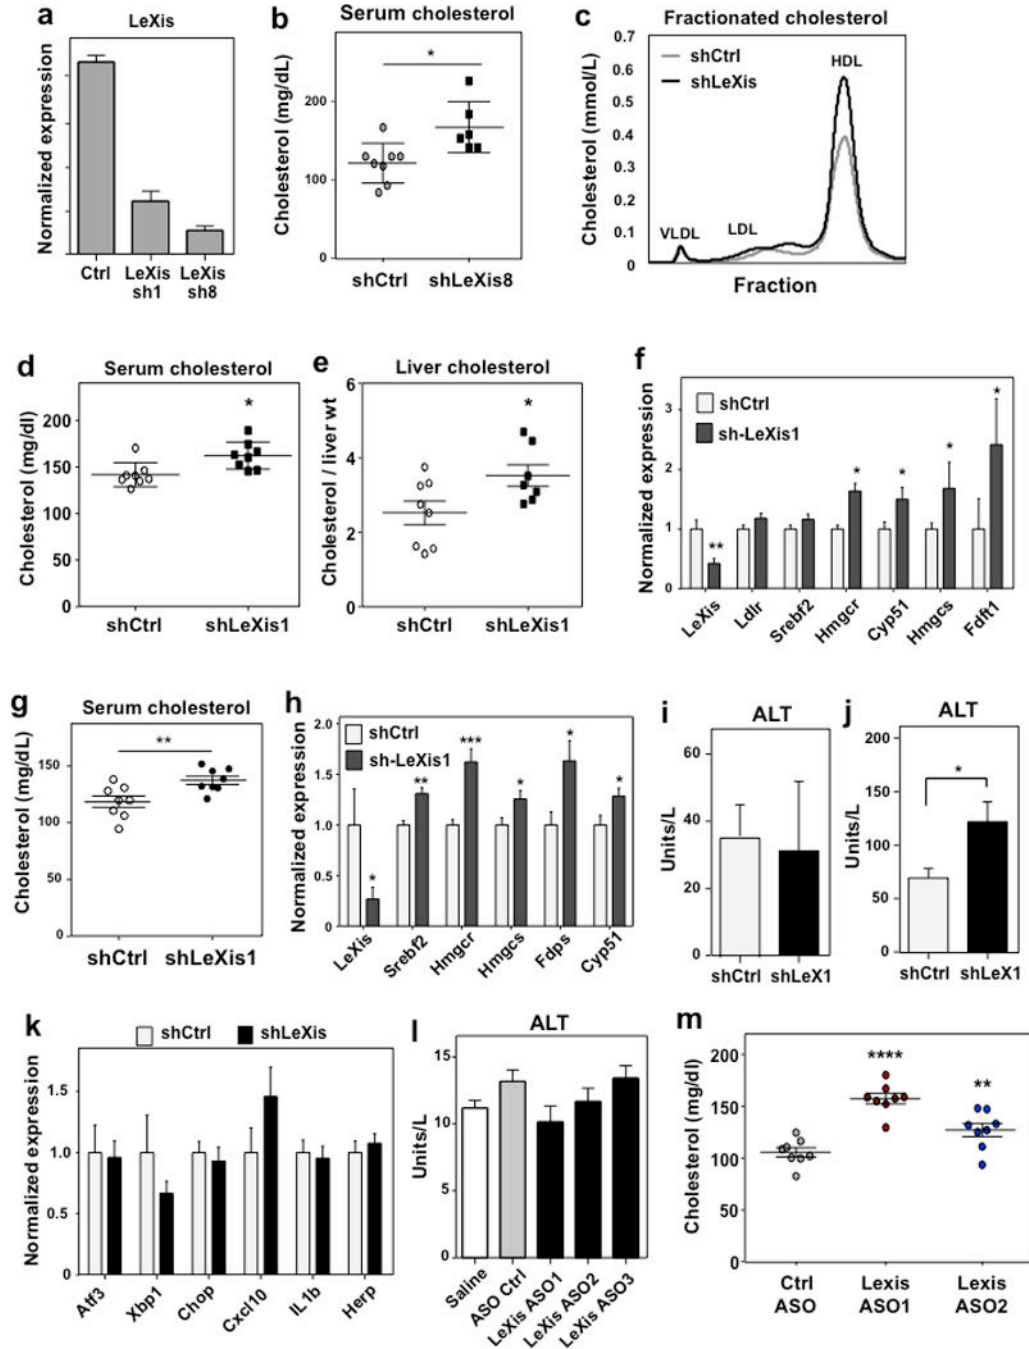 a
LeXis
Normalized expression
Ctrl
LeXis
sh1
LeXis
sh8
b
Serum cholesterol
Cholesterol (mg/dL)
200
100
0
*
shCtrl
shLeXis8
c
Fractionated cholesterol
Cholesterol (mmol/L)
0.7
0.6
0.5
0.4
0.3
0.2
0.1
0
shCtrl
shLeXis
HDL
VLDL
LDL
Fraction
d
Serum cholesterol
Cholesterol (mg/dl)
200
150
100
50
0
*
shCtrl
shLeXis1
e
Liver cholesterol
Cholesterol / liver wt
6
4
2
0
*
shCtrl
shLeXis1
f
Normalized expression
3
2
1
0
shCtrl
sh-LeXis1
**
*
*
*
*
LeXis
Ldlr
Srebf2
Hmgcr
Cyp51
Hmgcs
Fdft1
g
Serum cholesterol
Cholesterol (mg/dL)
150
100
50
0
**
shCtrl
shLeXis1
h
Normalized expression
2.0
1.5
1.0
0.5
0
shCtrl
sh-LeXis1
*
**
***
*
*
*
LeXis
Srebf2
Hmgcr
Hmgcs
Fdps
Cyp51
i
ALT
Units/L
60
40
20
0
shCtrl
shLeX1
j
ALT
Units/L
200
150
100
50
0
*
shCtrl
shLeX1
k
shCtrl
shLeXis
Normalized expression
1.5
1.0
0.5
0
Atf3
Xbp1
Chop
Cxcl10
IL1b
Herp
l
ALT
Units/L
15
10
5
0
Saline
ASO Ctrl
LeXis ASO1
LeXis ASO2
LeXis ASO3
m
Cholesterol (mg/dl)
200
150
100
50
0
****
**
Ctrl
ASO
Lexis
ASO1
Lexis
ASO2